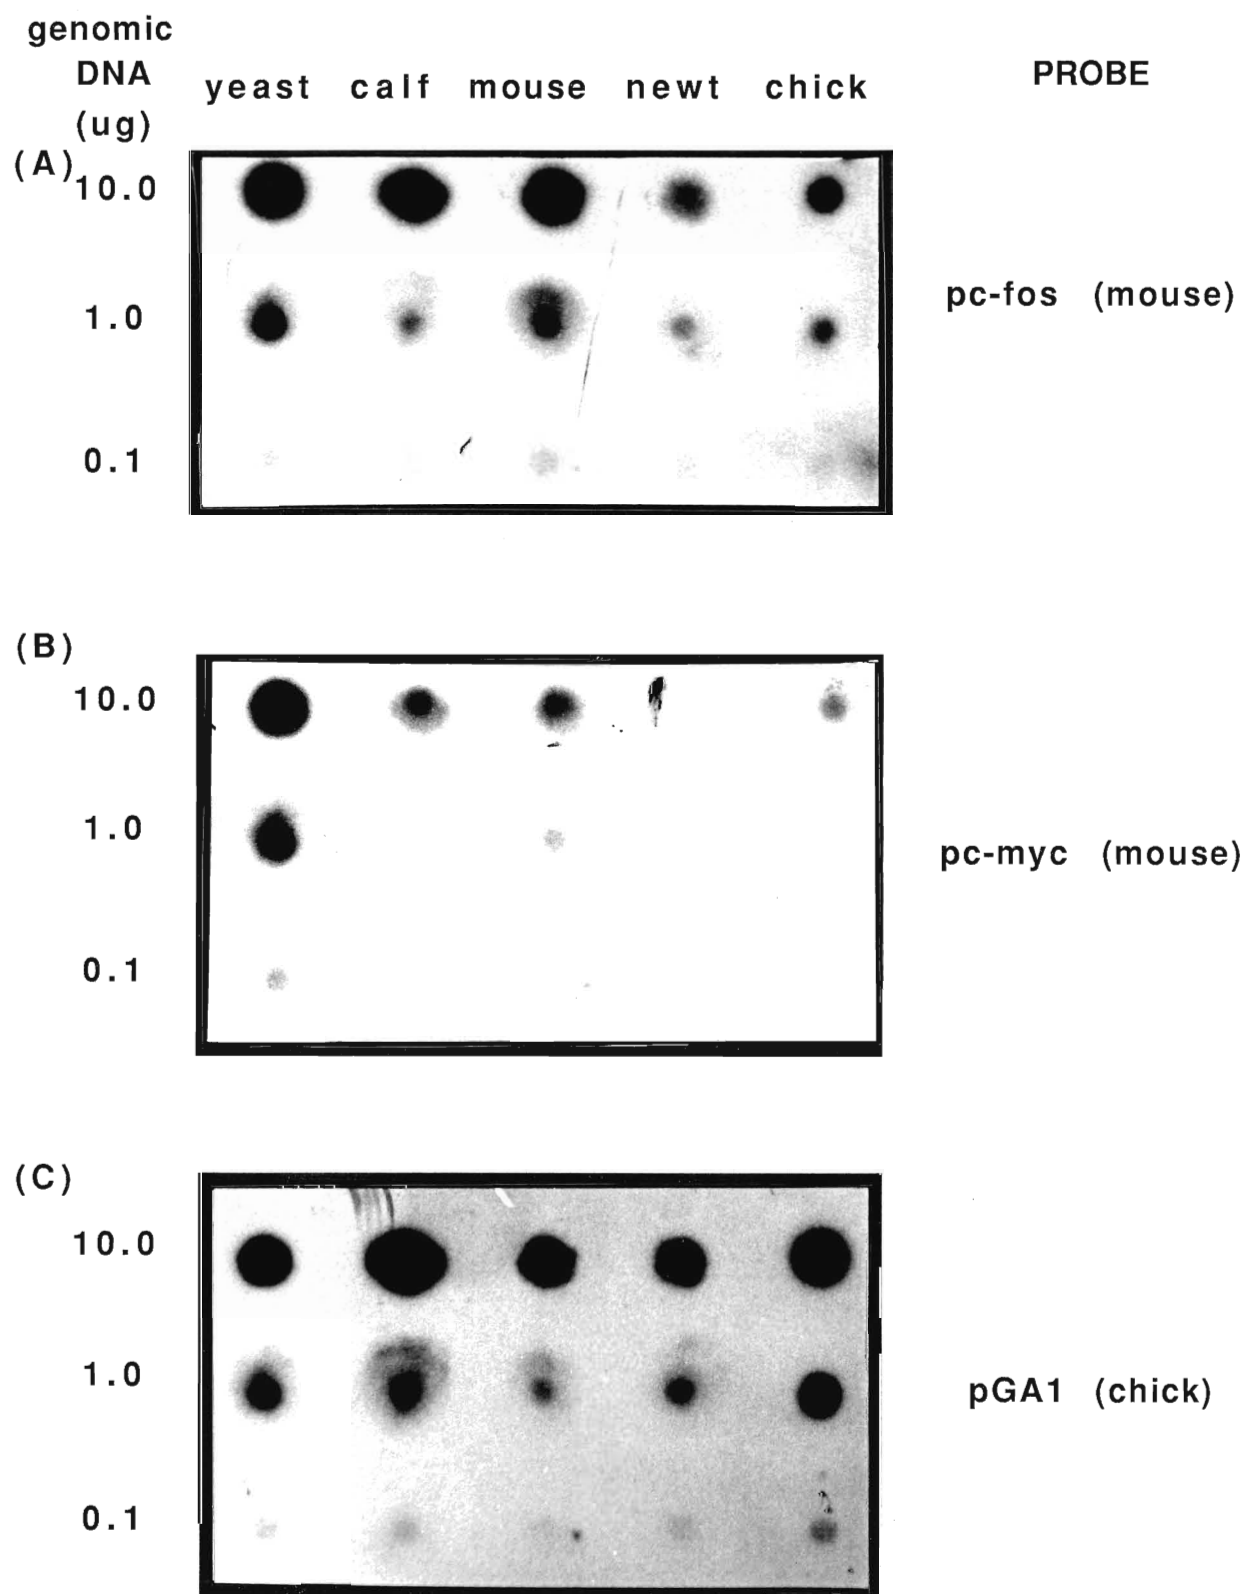 genomic
DNA
(ug)
yeast calf mouse newt chick
PROBE
(A)
10.0
1.0
0.1
pc-fos (mouse)
(B)
10.0
1.0
0.1
pc-myc (mouse)
(C)
10.0
1.0
0.1
pGA1 (chick)